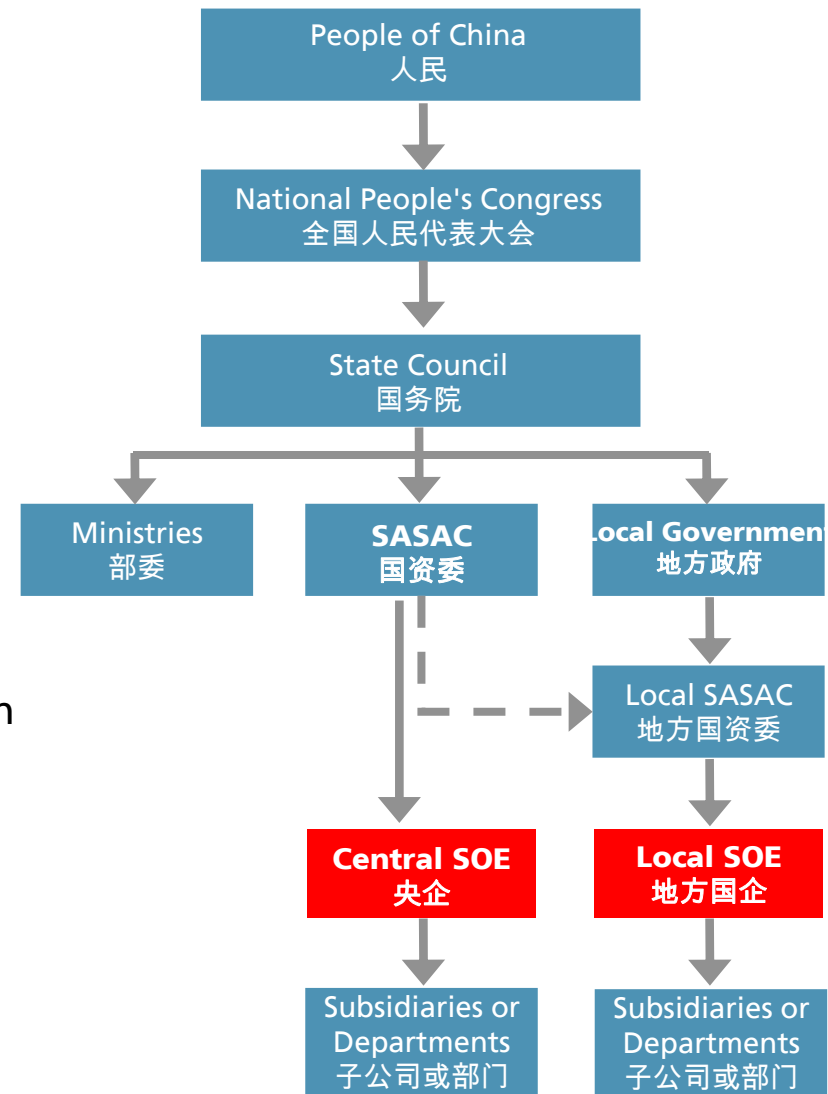 People of China
人民
National People's Congress
全国人民代表大会
State Council
国务院
Ministries
部委
SASAC
国资委
Local Government
地方政府
Local SASAC
地方国资委
Central SOE
央企
Local SOE
地方国企
Subsidiaries or
Departments
子公司或部门
Subsidiaries or
Departments
子公司或部门